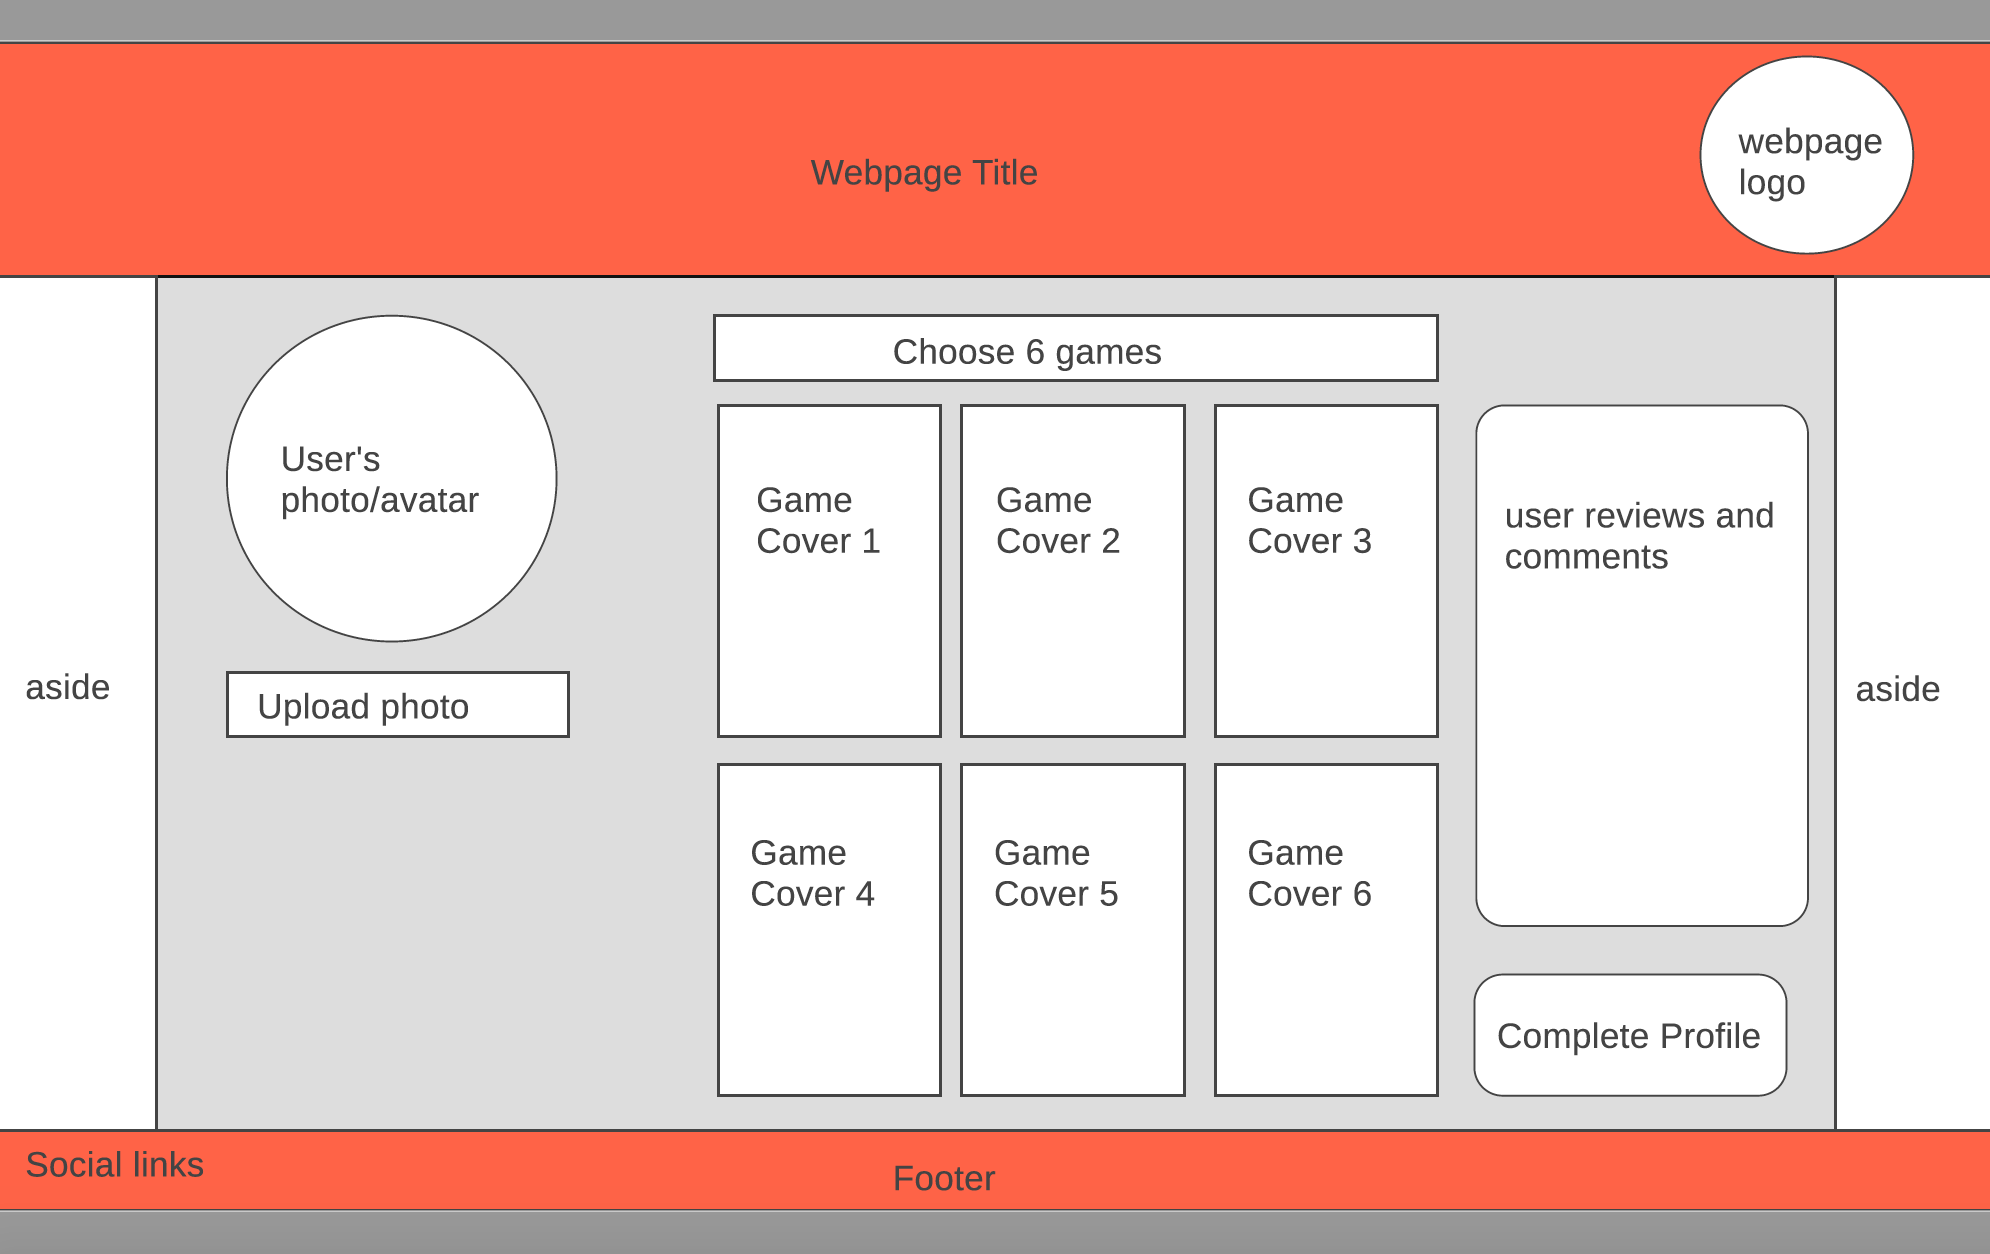 Webpage Title
webpage
logo
aside
User's
photo/avatar
Upload photo
Choose 6 games
Game
Cover 1
Game
Cover 2
Game
Cover 3
Game
Cover 4
Game
Cover 5
Game
Cover 6
user reviews and
comments
Complete Profile
aside
Social links
Footer